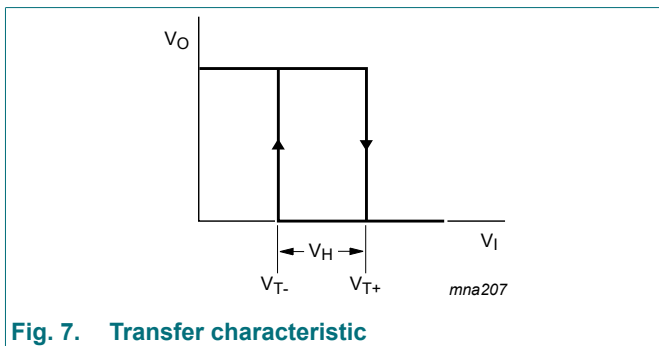 VO
VH
VI
VT-
VT+
mna207
Fig. 7. Transfer characteristic